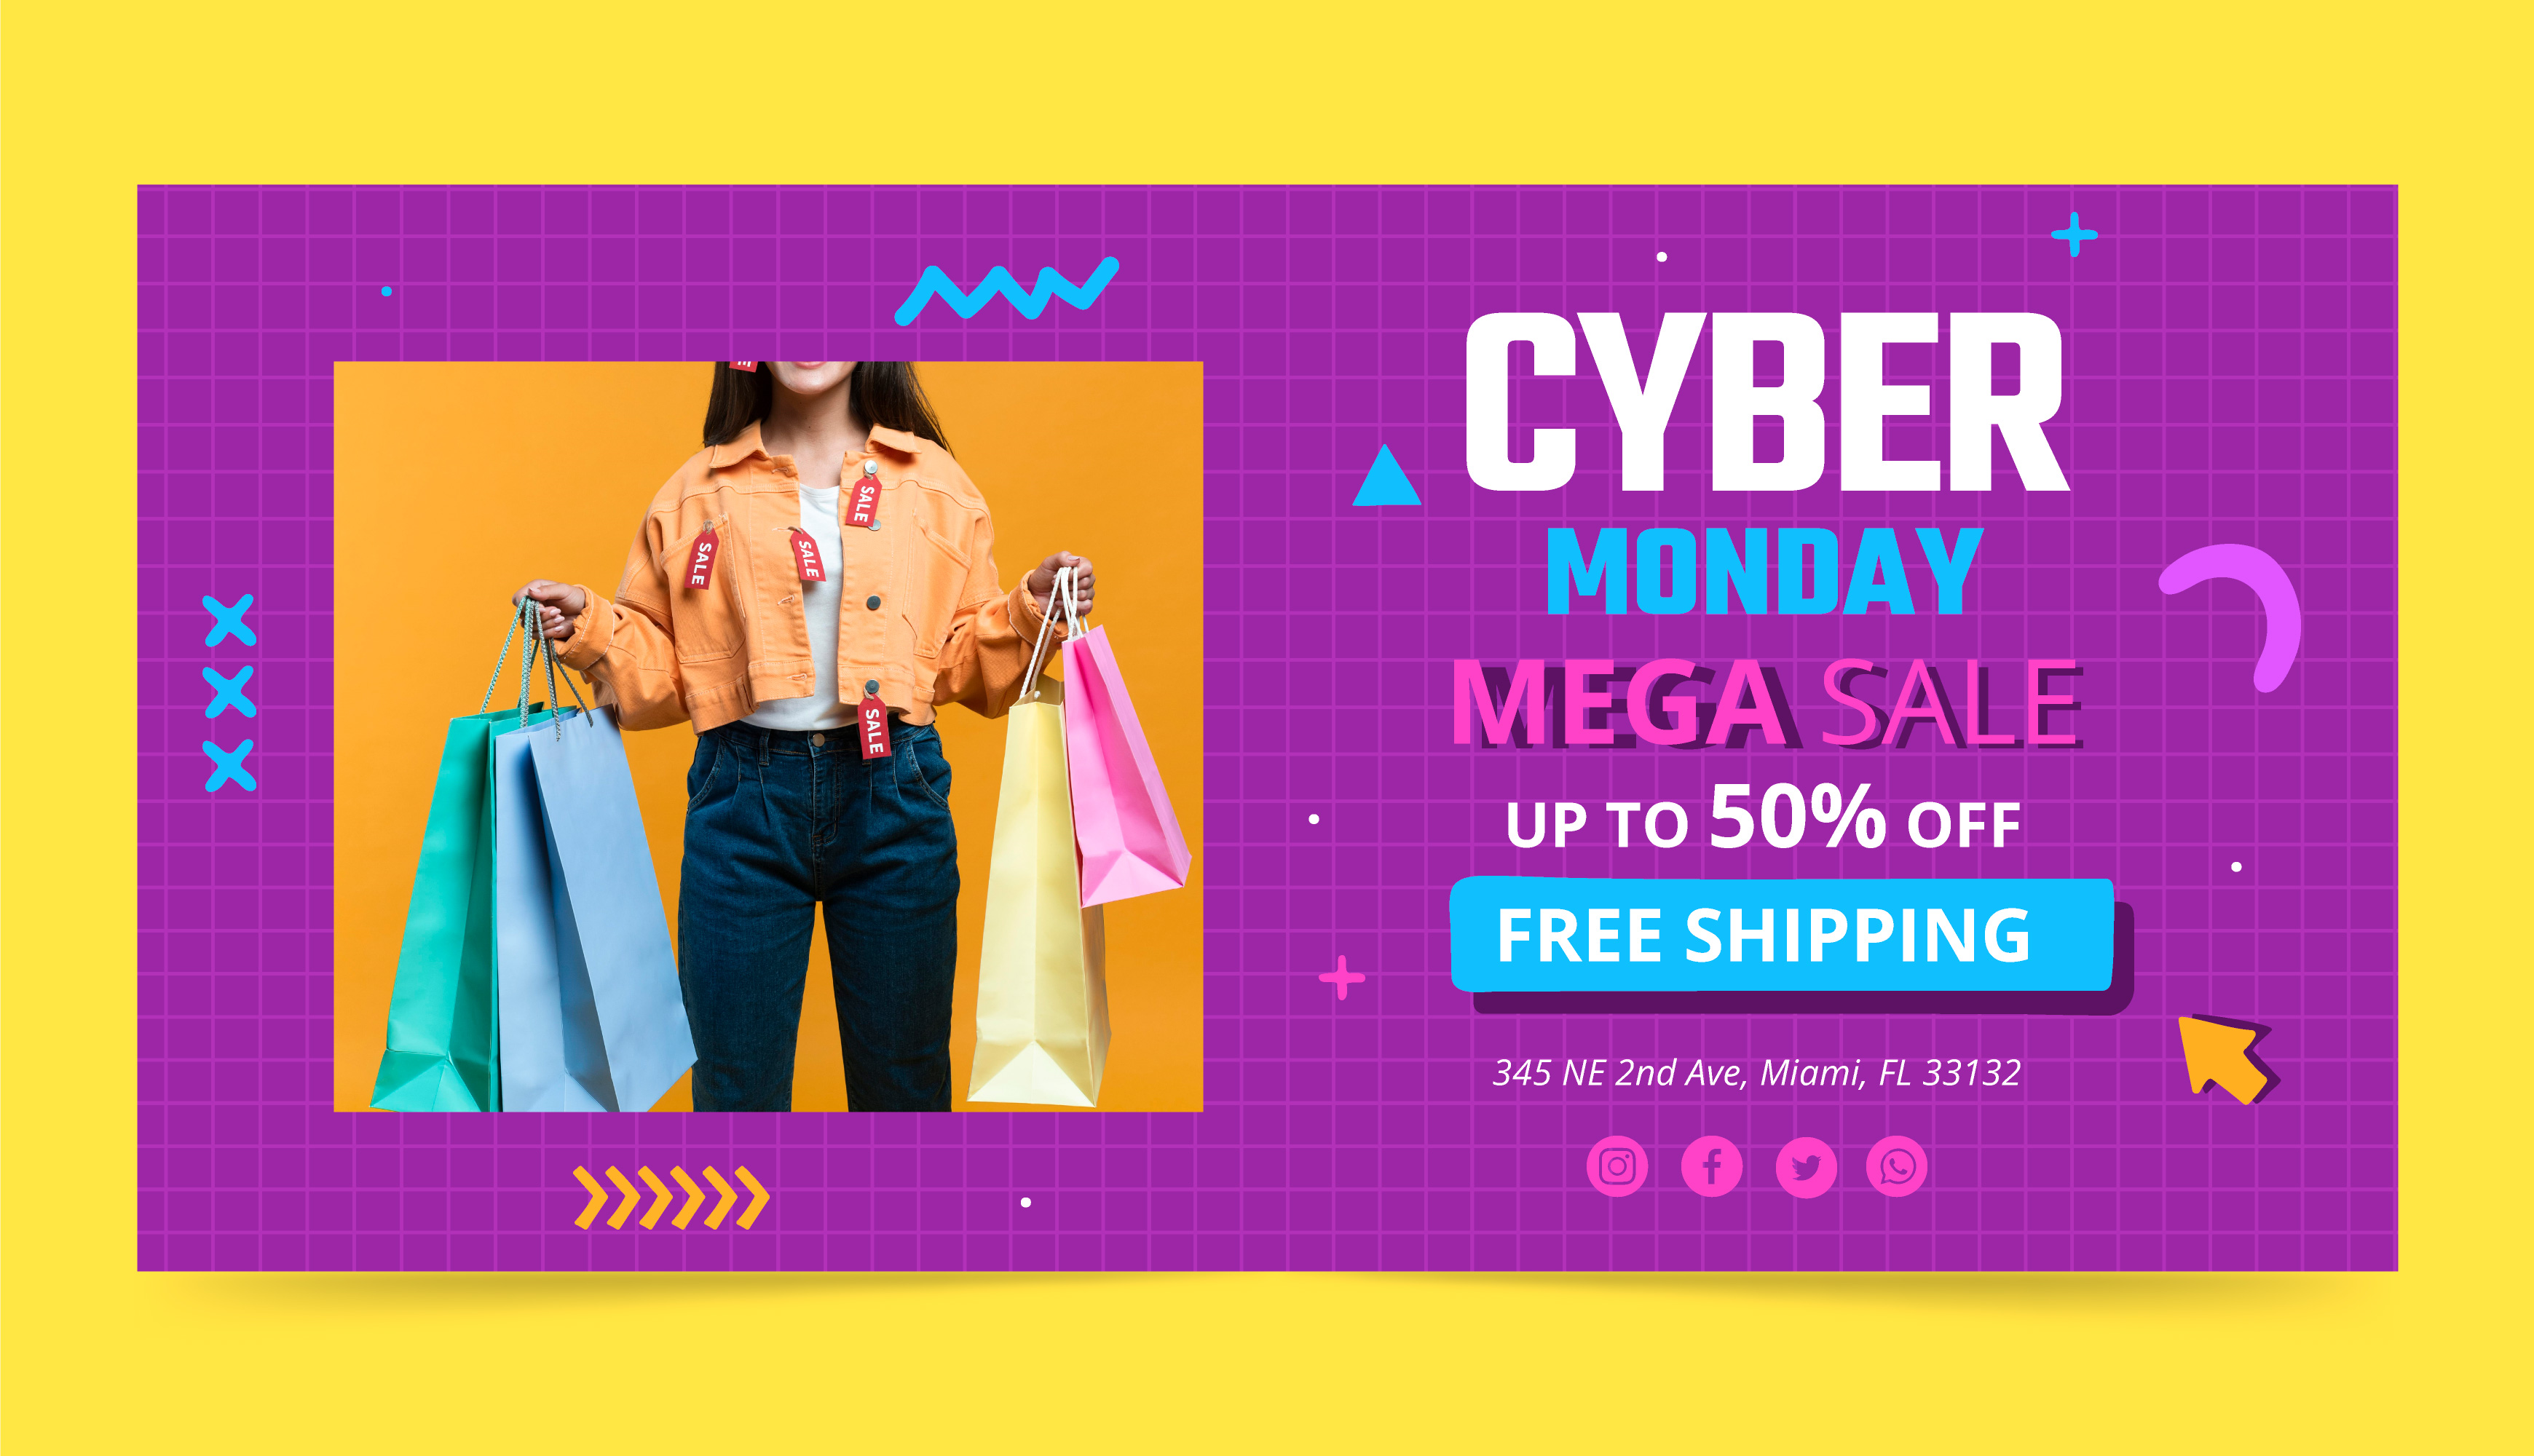 CYBER
MONDAY
MEGA SALE
UP TO 50% OFF
FREE SHIPPING
345 NE 2nd Ave, Miami, FL 33132
SALE
SALE
SALE
SALE